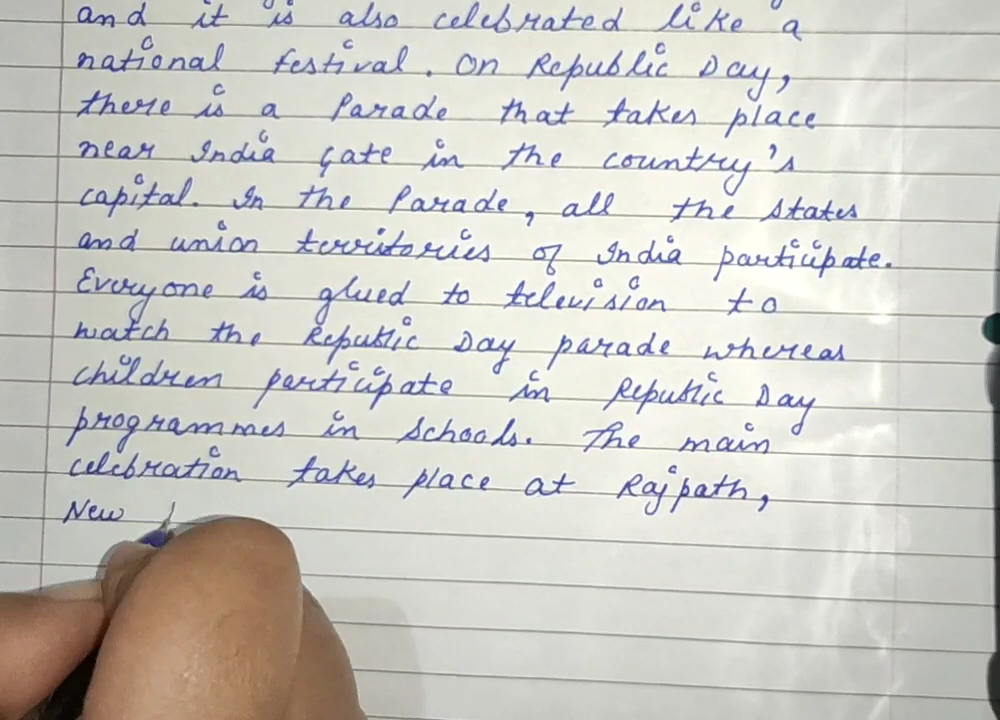 and it is also celebrated like a
national festival. On Republic Day,
there is a Parade that takes place
near India Gate in the country's
capital. In the Parade, all the States
and union territories of India participate.
Everyone is glued to television to
watch the Republic Day parade whereas
children participate in Republic Day
programmes in Schools. The main
celebration takes place at Rajpath,
New